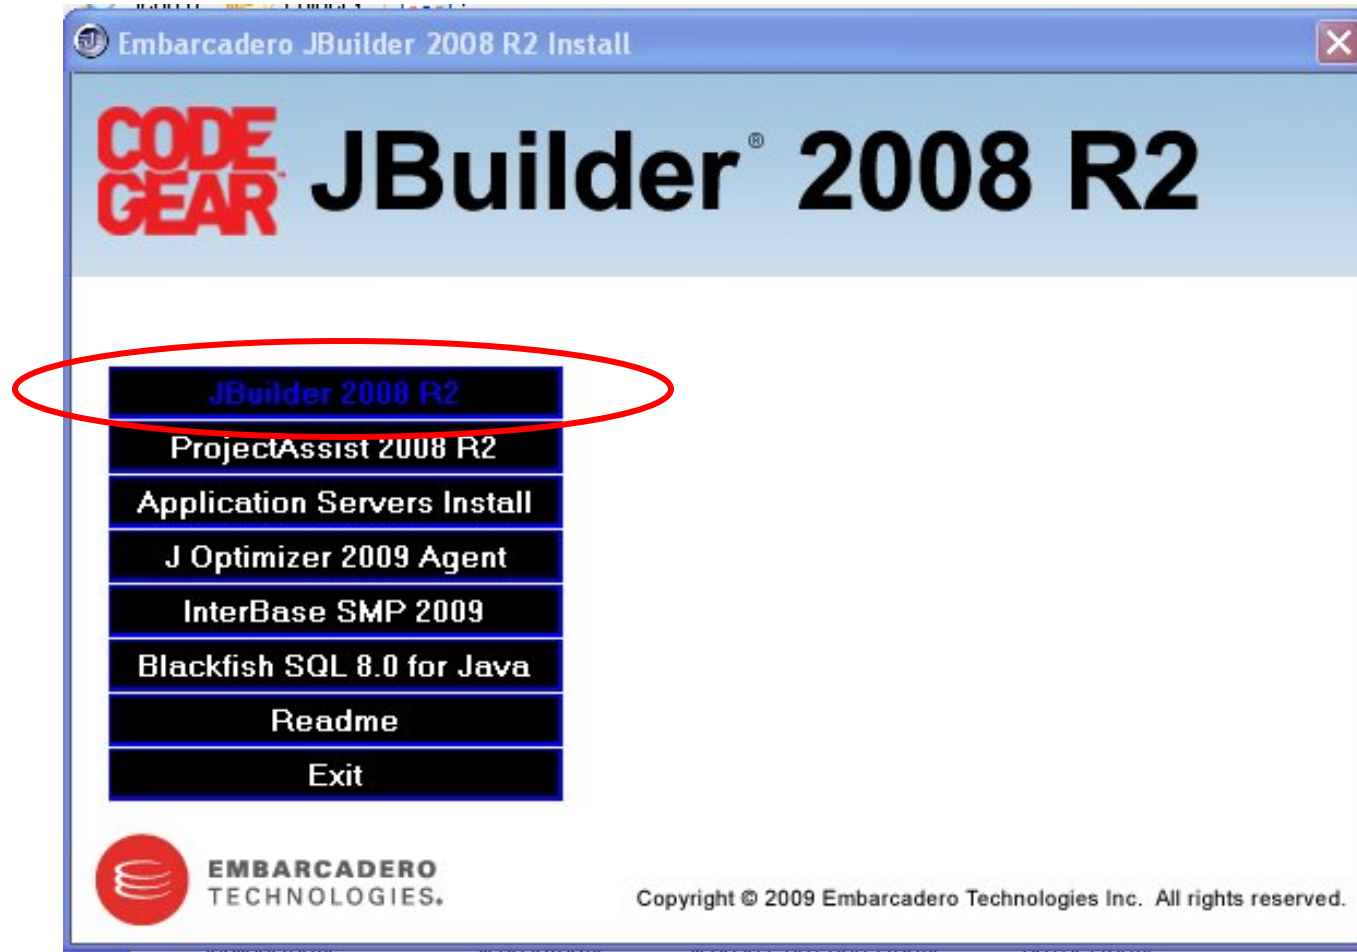 Embarcadero JBuilder 2008 R2 Install
CODE GEAR™
JBuilder® 2008 R2
JBuilder 2008 R2
ProjectAssist 2008 R2
Application Servers Install
J Optimizer 2009 Agent
InterBase SMP 2009
Blackfish SQL 8.0 for Java
Readme
Exit
EMBARCADERO
TECHNOLOGIES.
Copyright © 2009 Embarcadero Technologies Inc. All rights reserved.